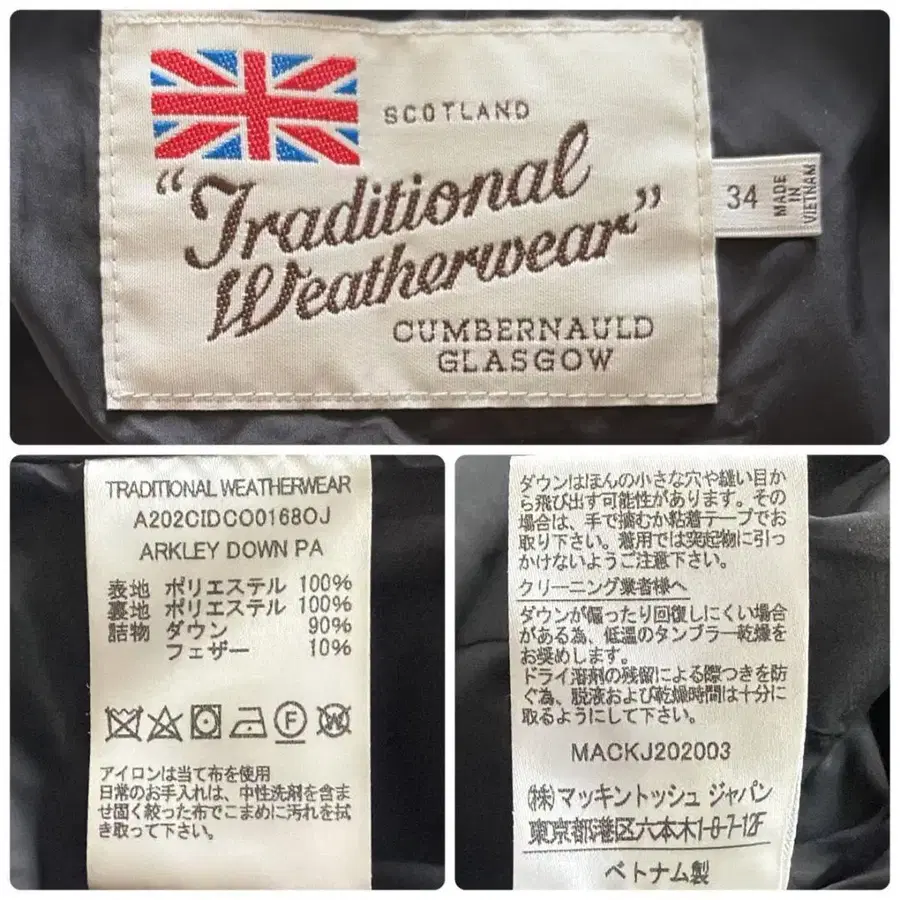 SCOTLAND
“Traditional
Weatherwear”
CUMBERNAULD
GLASGOW
34
MADE
IN
VIETNAM
TRADITIONAL WEATHERWEAR
A202CIDCO0168OJ
ARKLEY DOWN PA
表地 ポリエステル 100%
裏地 ポリエステル 100%
詰物 ダウン 90%
フェザー 10%
F
W
アイロンは当て布を使用
日常のお手入れは、中性洗剤を含ま
せ固く絞った布でこまめに汚れを拭
き取って下さい。
ダウンはほんの小さな穴や縫い目か
ら飛び出す可能性があります。その
場合は、手で摘むか粘着テープでお
取り下さい。着用では突起物に引っ
かけないようご注意下さい。
クリーニング業者様へ
ダウンが偏ったり回復しにくい場合
がある為、低温のタンブラー乾燥を
お奨めします。
ドライ溶剤の残留による際つきを防
ぐ為、脱液および乾燥時間は十分に
取るようにして下さい。
MACKJ202003
(株)マッキントッシュ ジャパン
東京都港区六本木1-8-7-12F
ベトナム製